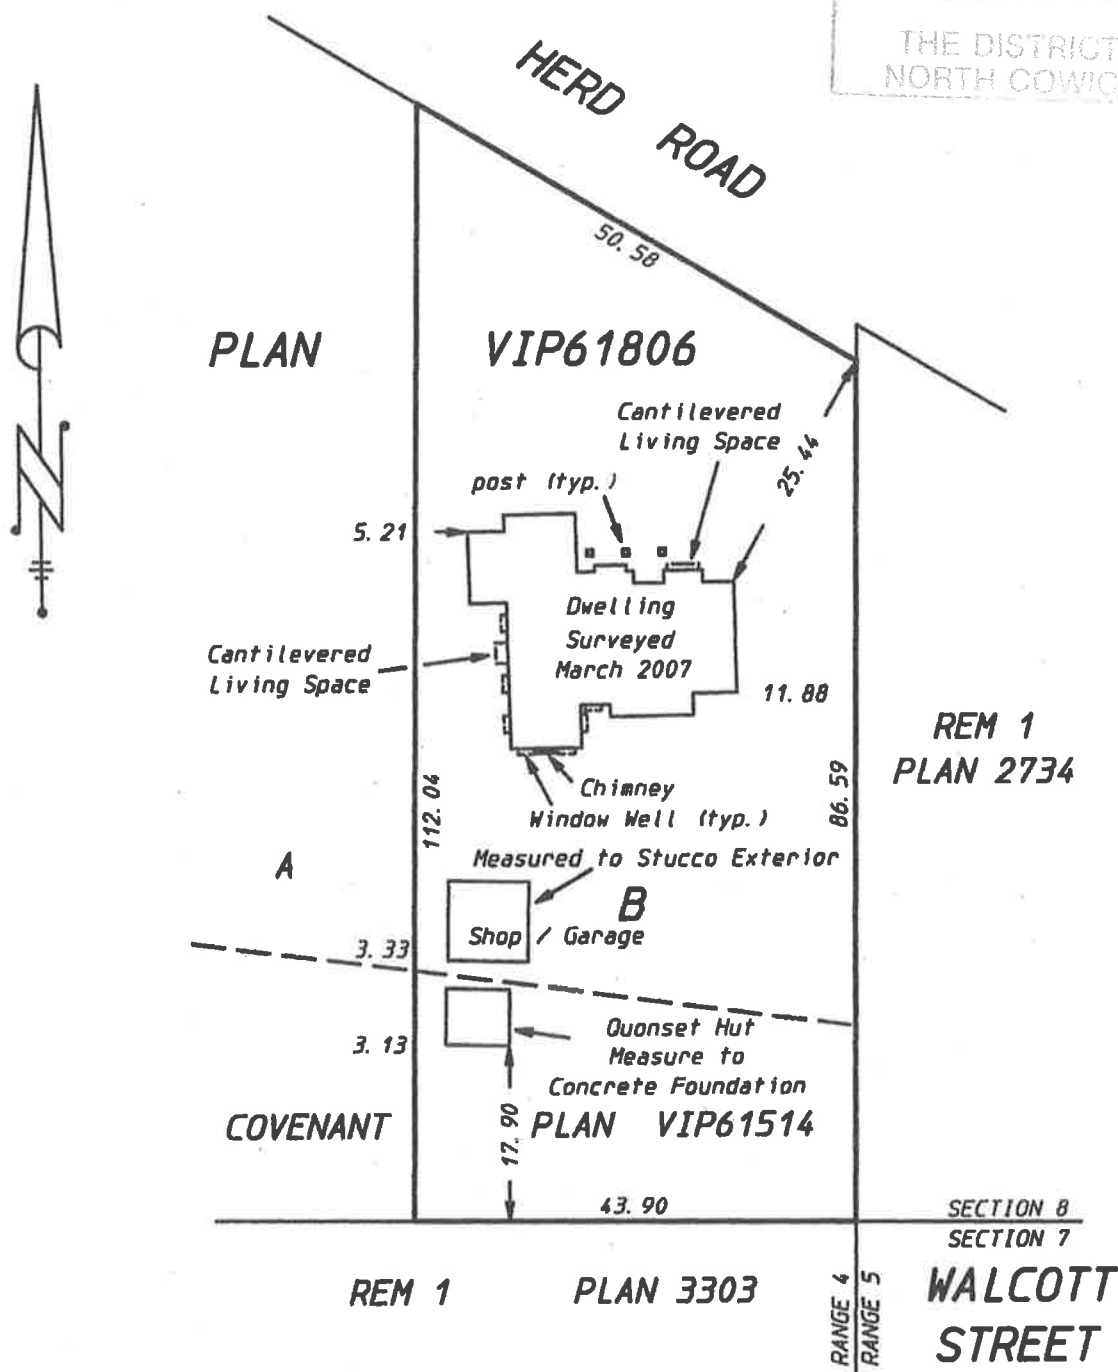 THE DISTRICT
NORTH COWIC
HERD ROAD
50.58
PLAN VIP61806
Cantilevered
Living Space
25.44
post (typ.)
5.21
Dwelling
Surveyed
March 2007
Cantilevered
Living Space
11.88
REM 1
PLAN 2734
Chimney
Window Well (typ.)
112.04
86.59
Measured to Stucco Exterior
A
B
Shop / Garage
3.33
3.13
Quonset Hut
Measure to
Concrete Foundation
COVENANT PLAN VIP61514
17.90
43.90
SECTION 8
SECTION 7
REM 1 PLAN 3303
RANGE 4
RANGE 5
WALCOTT
STREET
N